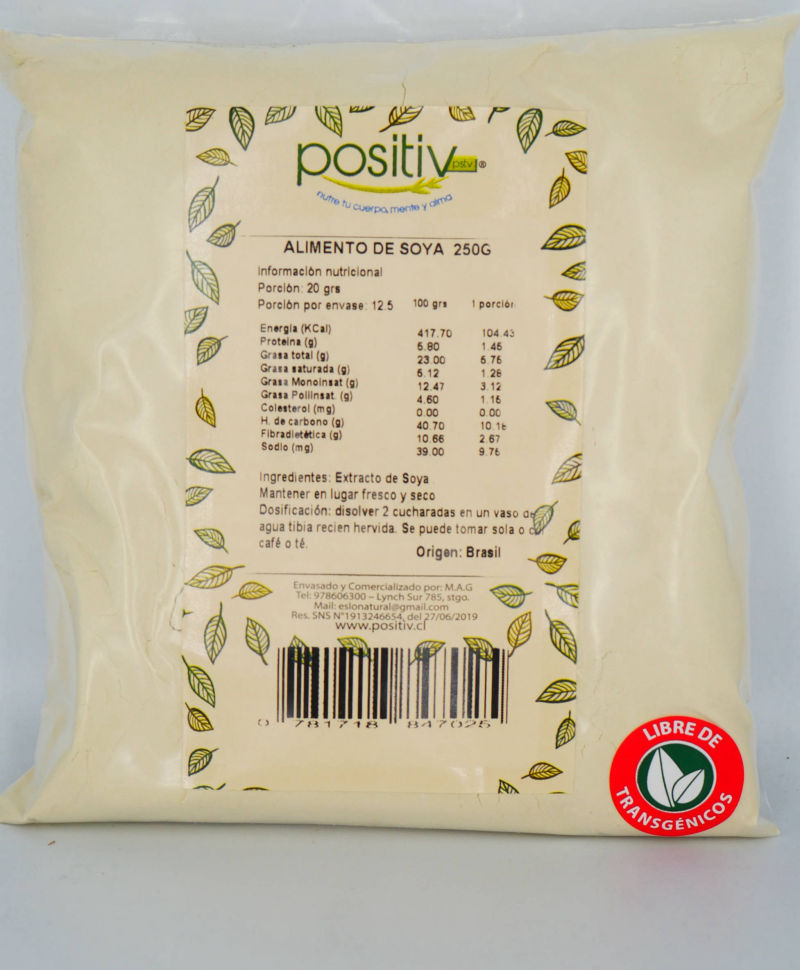 positiv
pstv ®
nutre tu cuerpo, mente y alma
ALIMENTO DE SOYA 250G
Información nutricional
Porción: 20 grs
Porción por envase: 12.5 100 grs 1 porción
Energía (KCal) 417.70 104.43
Proteina (g) 5.80 1.45
Grasa total (g) 23.00 5.75
Grasa saturada (g) 5.12 1.28
Grasa Monoinsat (g) 12.47 3.12
Grasa Poliinsat. (g) 4.60 1.15
Colesterol (mg) 0.00 0.00
H. de carbono (g) 40.70 10.18
Fibradietética (g) 10.66 2.67
Sodio (mg) 39.00 9.75
Ingredientes: Extracto de Soya
Mantener en lugar fresco y seco
Dosificación: disolver 2 cucharadas en un vaso de
agua tibia recien hervida. Se puede tomar sola o
café o té.
Origen: Brasil
Envasado y Comercializado por: M.A.G
Tel: 978606300 – Lynch Sur 785, stgo.
Mail: eslonatural@gmail.com
Res. SNS N°1913246654, del 27/06/2019
www.positiv.cl
0 781718 847025
LIBRE DE
TRANSGÉNICOS